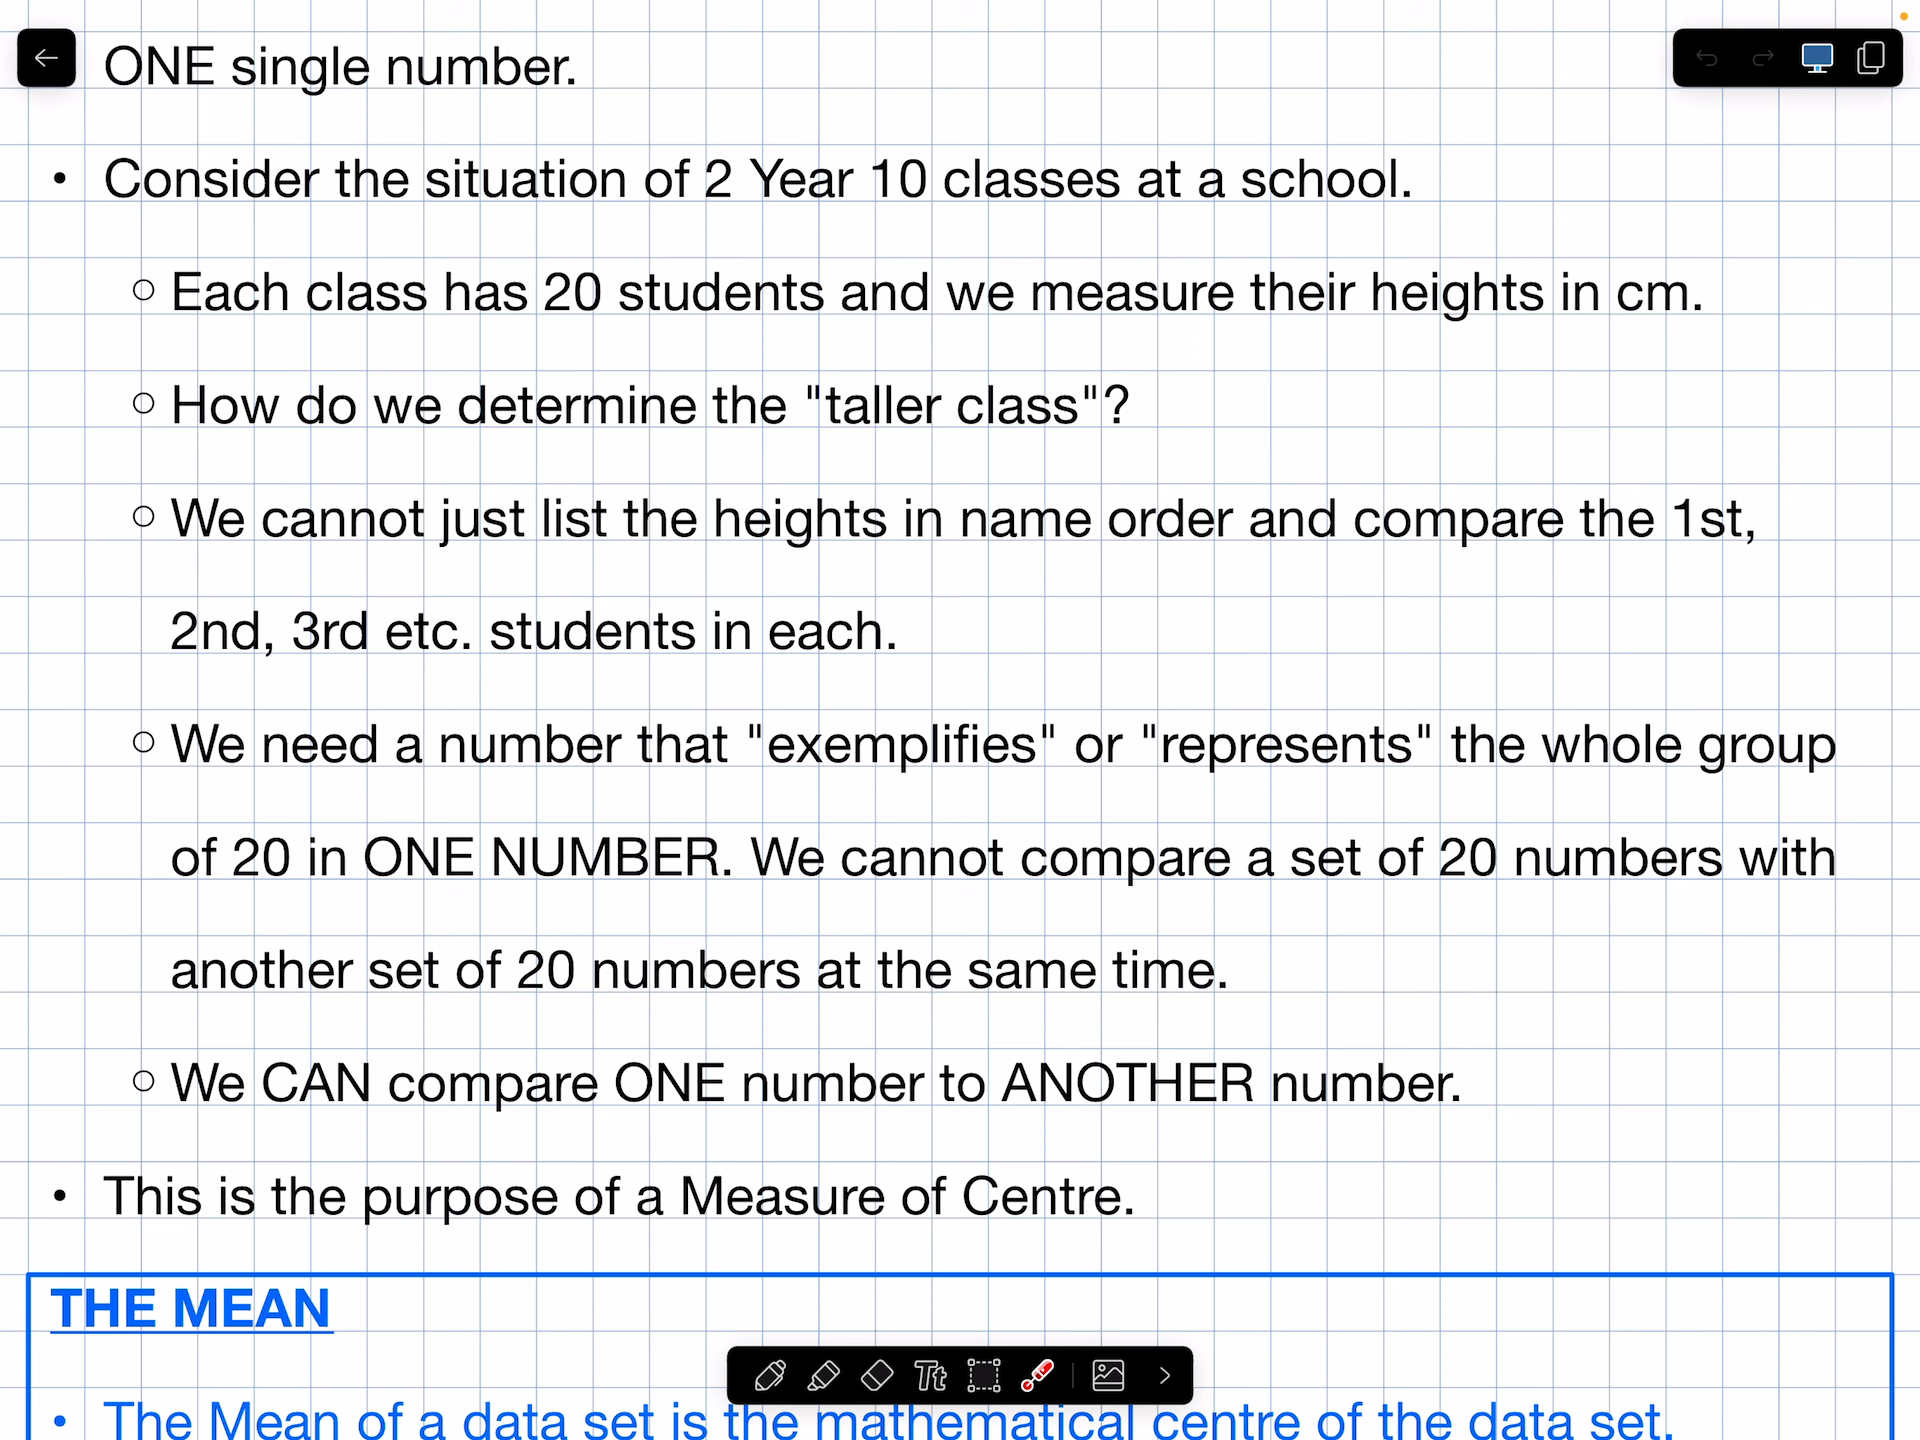 ONE single number.
• Consider the situation of 2 Year 10 classes at a school.
○ Each class has 20 students and we measure their heights in cm.
○ How do we determine the "taller class"?
○ We cannot just list the heights in name order and compare the 1st,
2nd, 3rd etc. students in each.
○ We need a number that "exemplifies" or "represents" the whole group
of 20 in ONE NUMBER. We cannot compare a set of 20 numbers with
another set of 20 numbers at the same time.
○ We CAN compare ONE number to ANOTHER number.
• This is the purpose of a Measure of Centre.
THE MEAN
Tt
• The Mean of a data set is the mathematical centre of the data set.